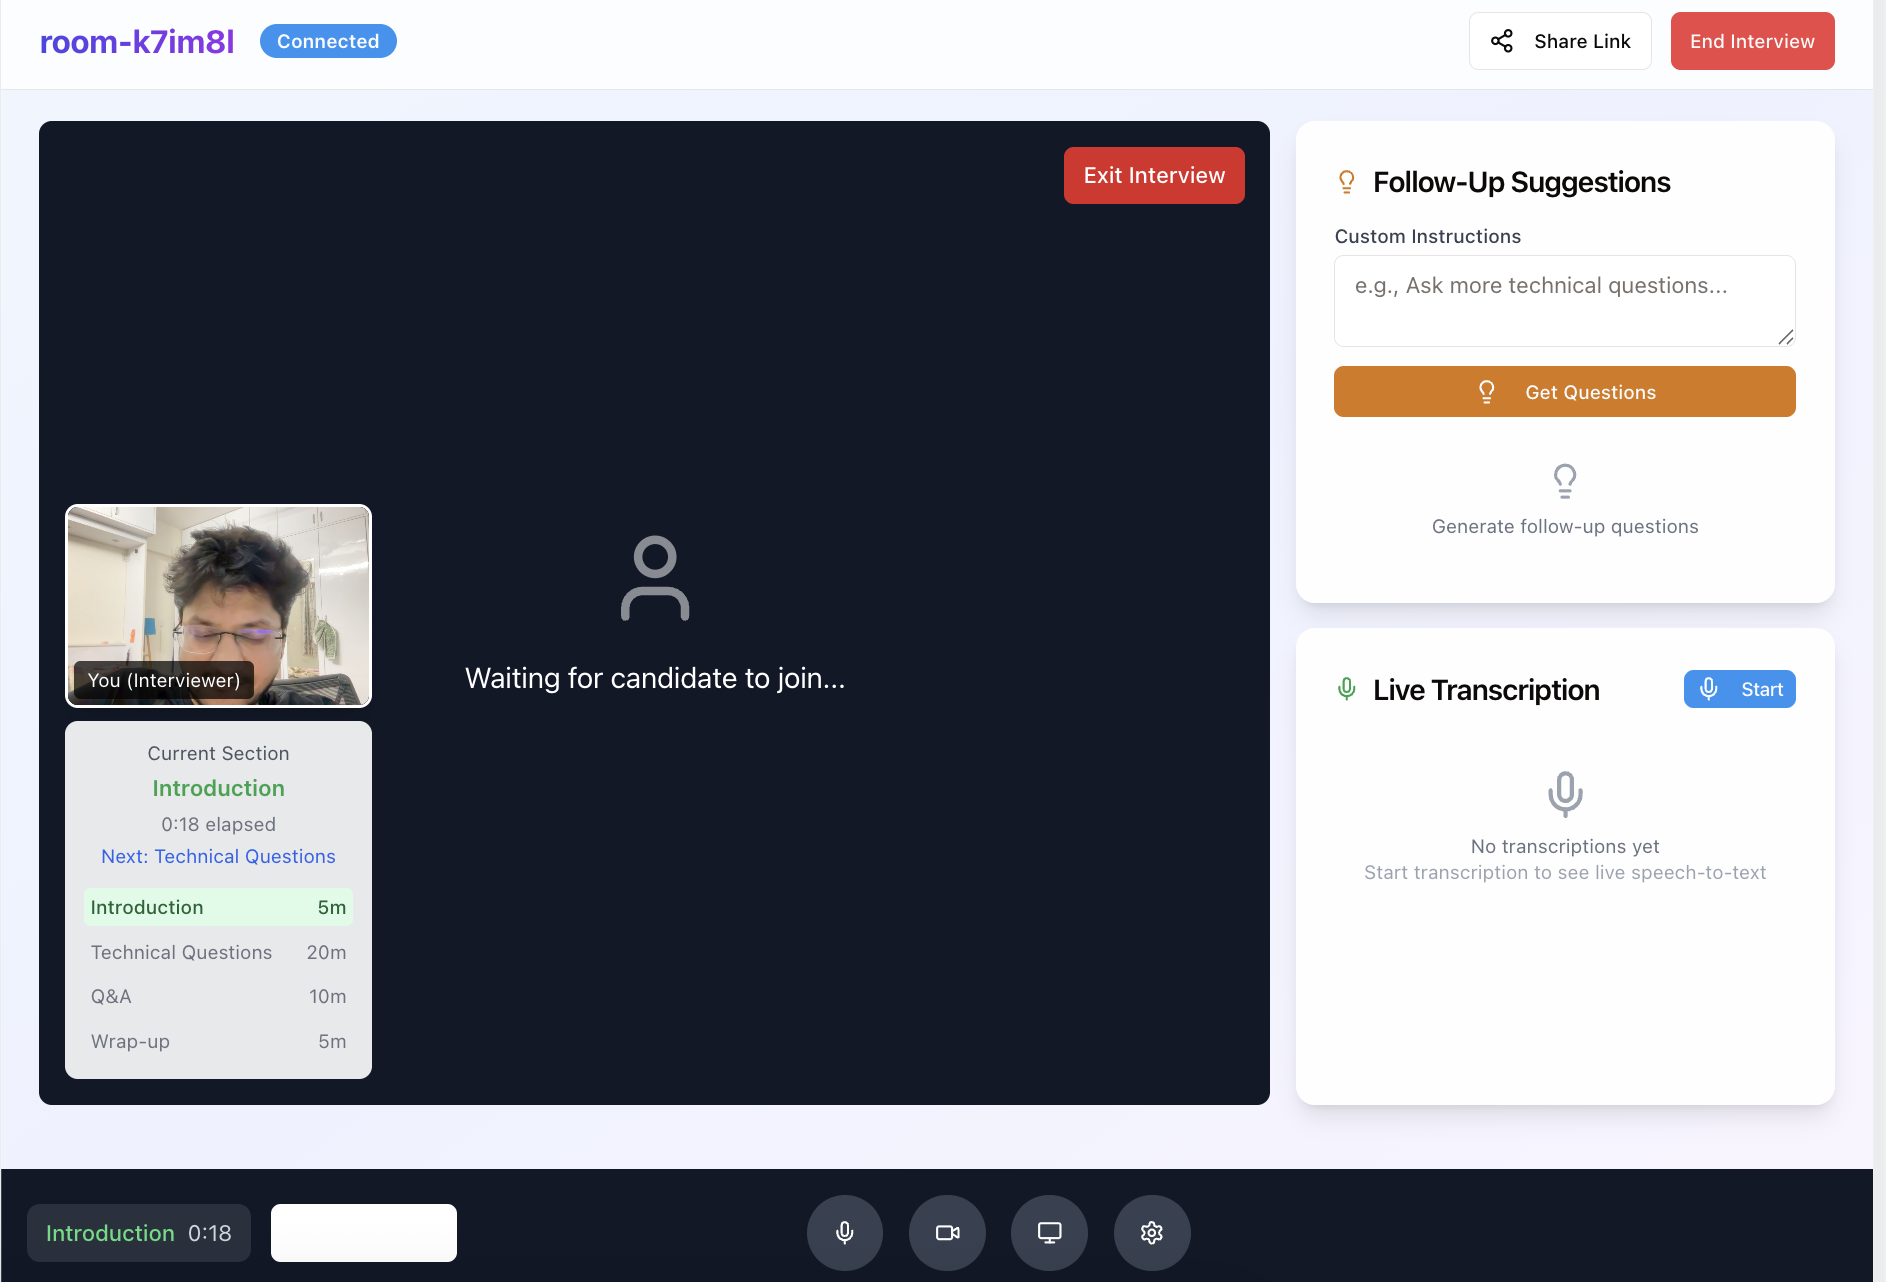 room-k7im8l
Connected
Share Link
End Interview
Exit Interview
Waiting for candidate to join...
You (Interviewer)
Current Section
Introduction
0:18 elapsed
Next: Technical Questions
Introduction 5m
Technical Questions 20m
Q&A 10m
Wrap-up 5m
Follow-Up Suggestions
Custom Instructions
e.g., Ask more technical questions...
Get Questions
Generate follow-up questions
Live Transcription
Start
No transcriptions yet
Start transcription to see live speech-to-text
Introduction 0:18